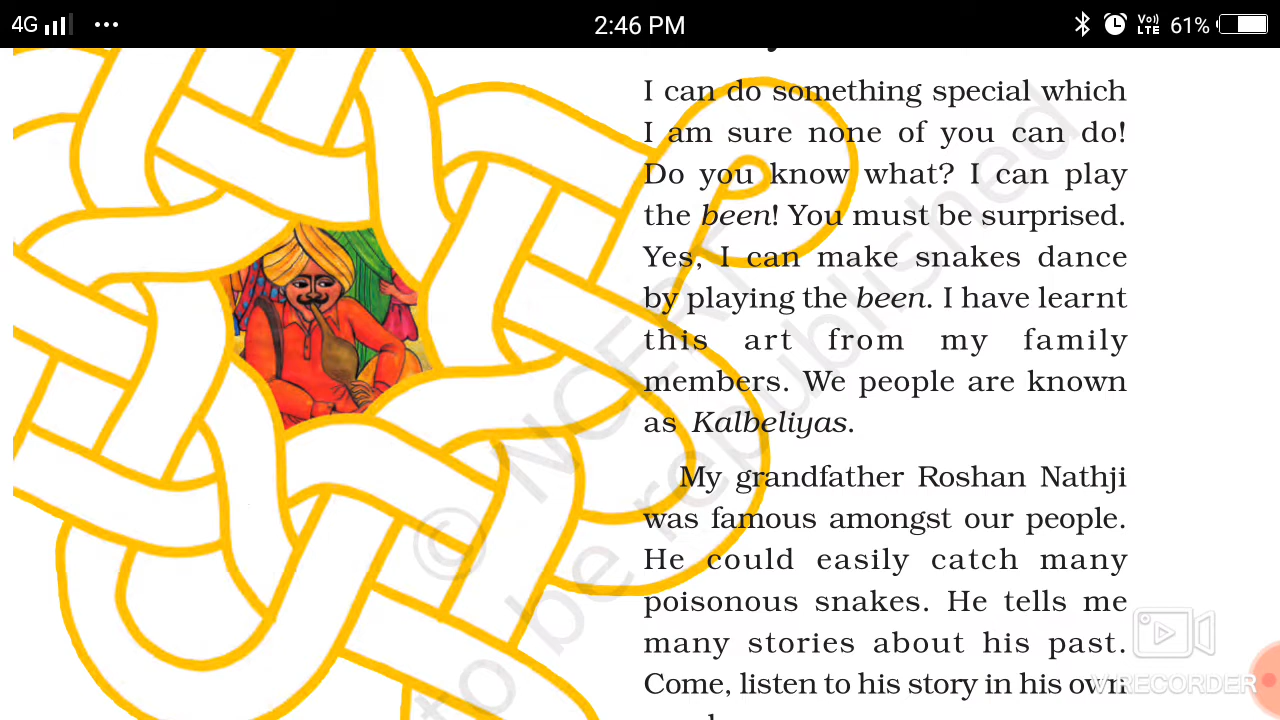 4G 2:46 PM Vo) LTE 61%
I can do something special which
I am sure none of you can do!
Do you know what? I can play
the been! You must be surprised.
Yes, I can make snakes dance
by playing the been. I have learnt
this art from my family
members. We people are known
as Kalbeliyas.
My grandfather Roshan Nathji
was famous amongst our people.
He could easily catch many
poisonous snakes. He tells me
many stories about his past.
Come, listen to his story in his own
© NCERT
to be republished
VIRECORDER